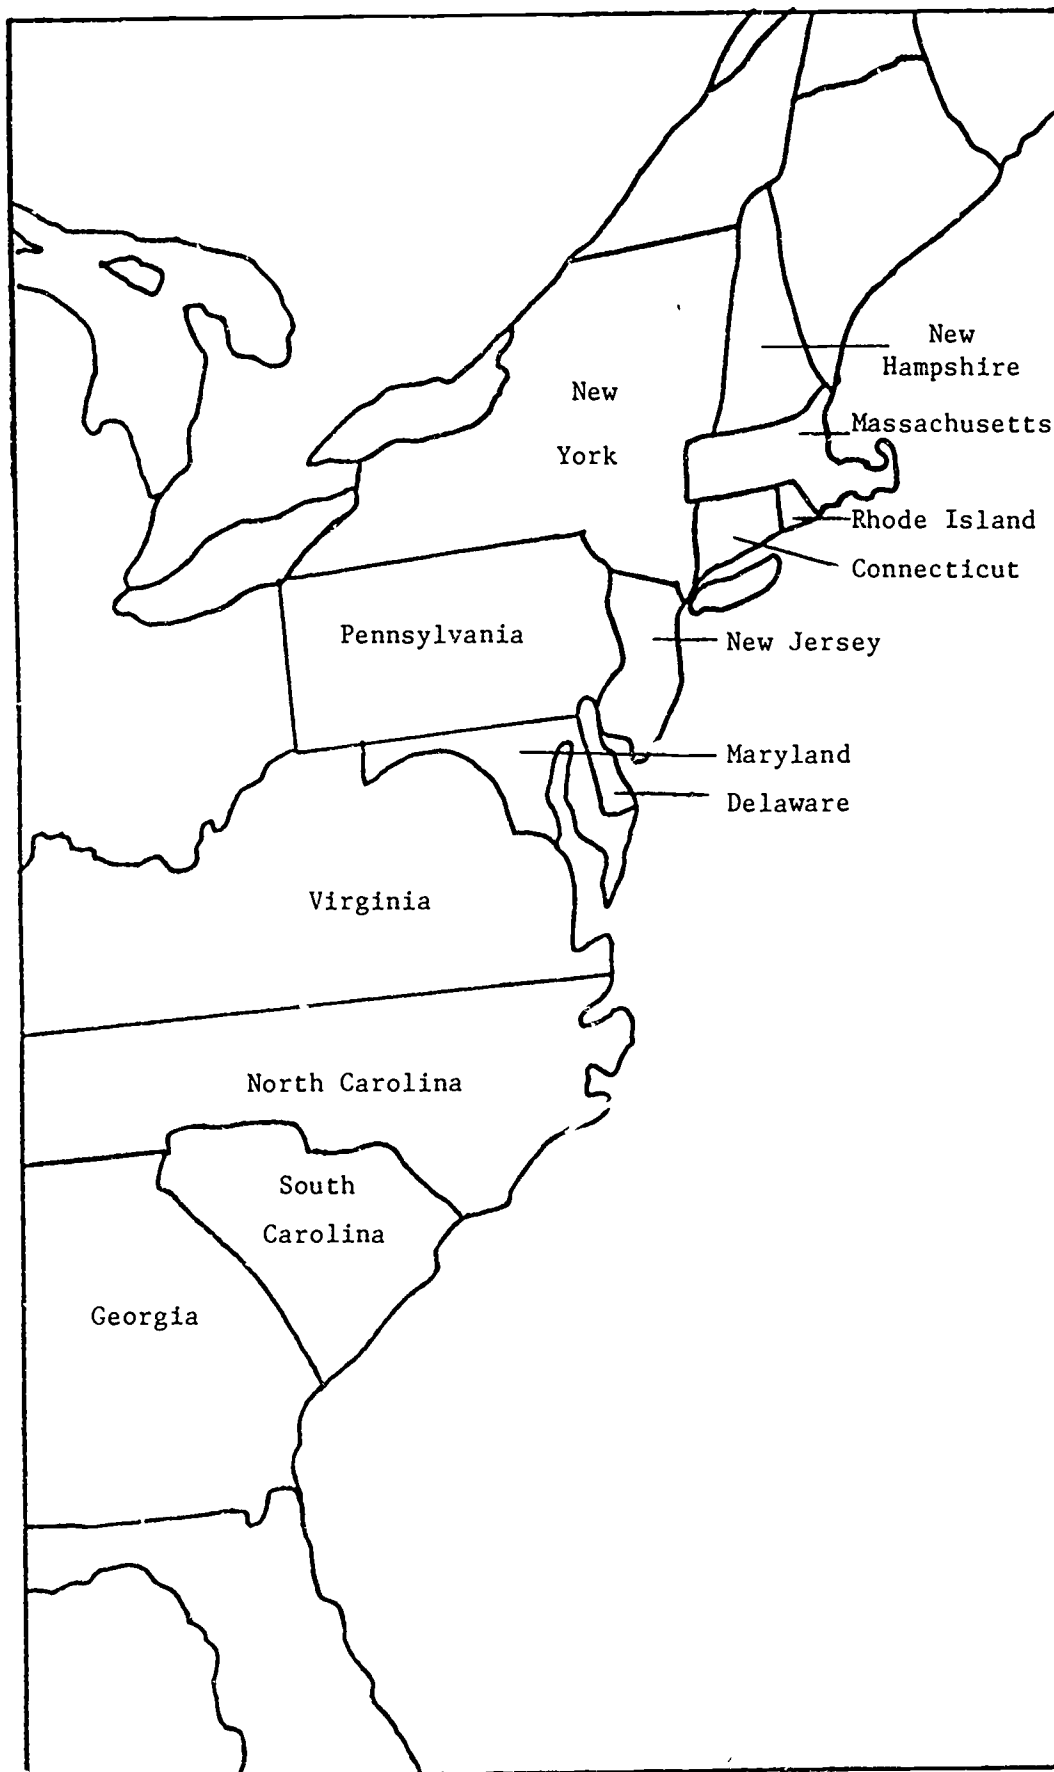 New
Hampshire
New
York
Massachusetts
Rhode Island
Connecticut
Pennsylvania
New Jersey
Maryland
Delaware
Virginia
North Carolina
South
Carolina
Georgia